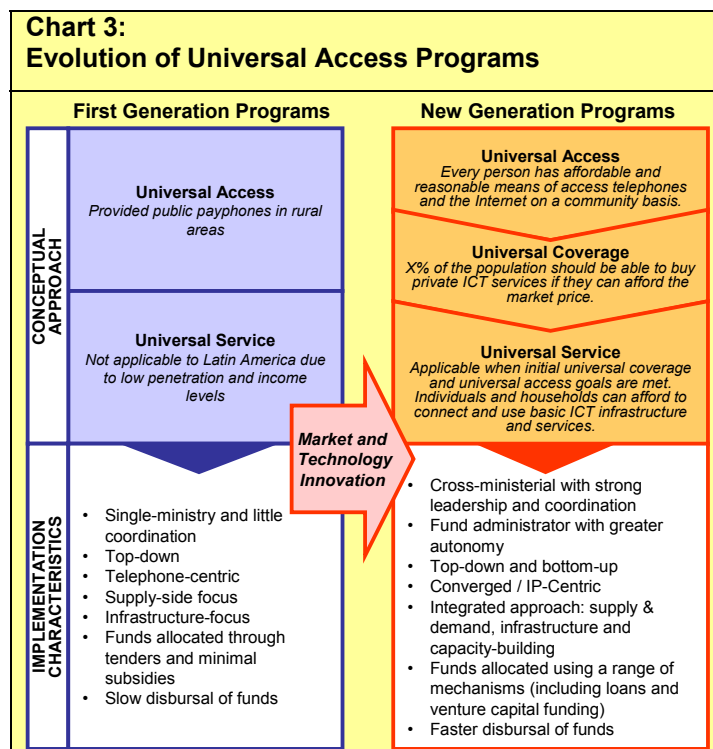 Chart 3:
Evolution of Universal Access Programs
First Generation Programs
New Generation Programs
CONCEPTUAL
APPROACH
Universal Access
Provided public payphones in rural
areas
Universal Service
Not applicable to Latin America due
to low penetration and income
levels
Universal Access
Every person has affordable and
reasonable means of access telephones
and the Internet on a community basis.
Universal Coverage
X% of the population should be able to buy
private ICT services if they can afford the
market price.
Universal Service
Applicable when initial universal coverage
and universal access goals are met.
Individuals and households can afford to
connect and use basic ICT infrastructure
and services.
Market and
Technology
Innovation
IMPLEMENTATION
CHARACTERISTICS
• Single-ministry and little
coordination
• Top-down
• Telephone-centric
• Supply-side focus
• Infrastructure-focus
• Funds allocated through
tenders and minimal
subsidies
• Slow disbursal of funds
• Cross-ministerial with strong
leadership and coordination
• Fund administrator with greater
autonomy
• Top-down and bottom-up
• Converged / IP-Centric
• Integrated approach: supply &
demand, infrastructure and
capacity-building
• Funds allocated using a range of
mechanisms (including loans and
venture capital funding)
• Faster disbursal of funds